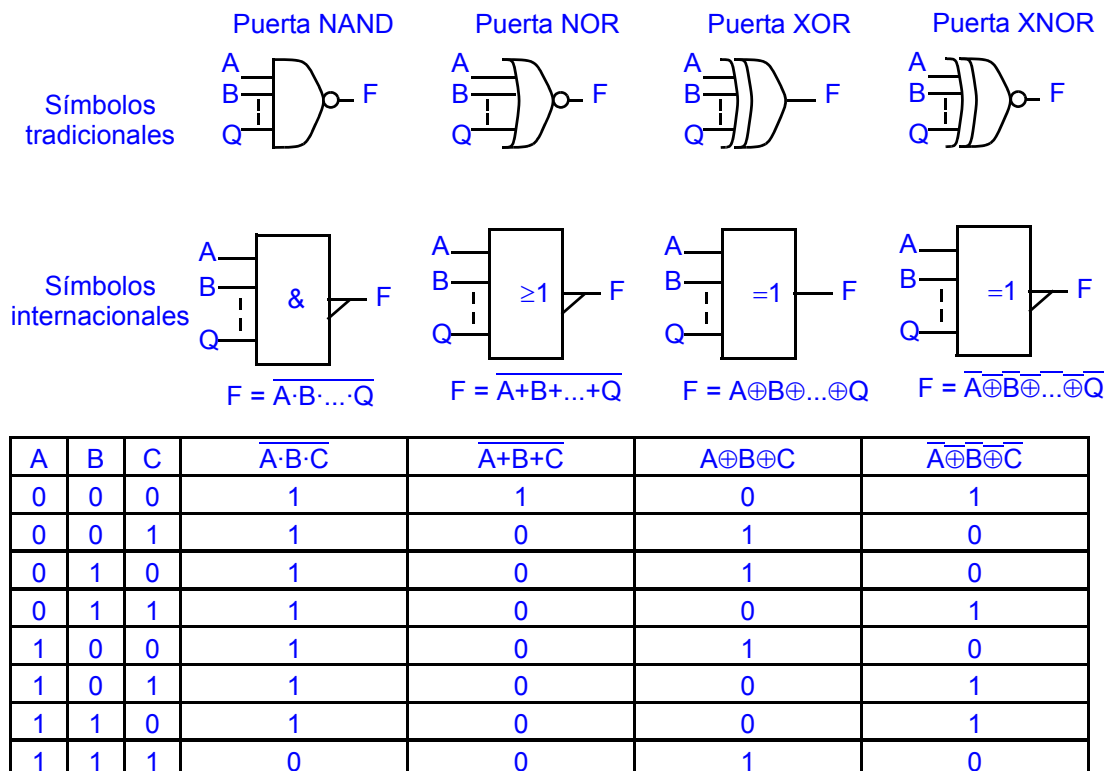 Puerta NAND Puerta NOR Puerta XOR Puerta XNOR
Símbolos
tradicionales
A
B
Q
F
A
B
Q
F
A
B
Q
F
A
B
Q
F
Símbolos
internacionales
A
B
Q
&
F
A
B
Q
≥1
F
A
B
Q
=1
F
A
B
Q
=1
F
F = A̅·̅B̅·̅.̅.̅.̅·̅Q̅ F = A̅+̅B̅+̅.̅.̅.̅+̅Q̅ F = A⊕B⊕...⊕Q F = A̅⊕̅B̅⊕̅.̅.̅.̅⊕̅Q̅
A B C A̅·̅B̅·̅C̅ A̅+̅B̅+̅C̅ A⊕B⊕C A̅⊕̅B̅⊕̅C̅
0 0 0 1 1 0 1
0 0 1 1 0 1 0
0 1 0 1 0 1 0
0 1 1 1 0 0 1
1 0 0 1 0 1 0
1 0 1 1 0 0 1
1 1 0 1 0 0 1
1 1 1 0 0 1 0